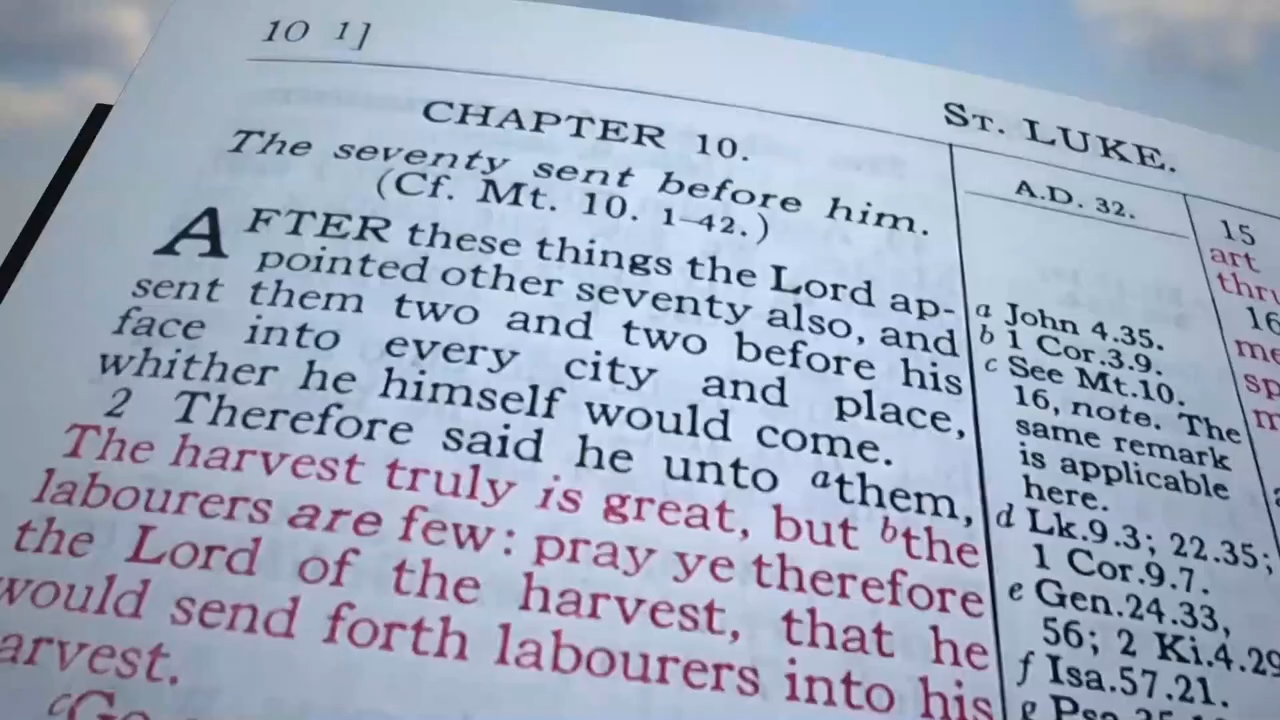 10 1]
ST. LUKE.
CHAPTER 10.
The seventy sent before him.
(Cf. Mt. 10. 1–42.)
AFTER these things the Lord ap-
pointed other seventy also, and
sent them two and two before his
face into every city and place,
whither he himself would come.
2 Therefore said he unto athem,
The harvest truly is great, but bthe
labourers are few: pray ye therefore
the Lord of the harvest, that he
would send forth labourers into his
arvest.
A.D. 32.
a John 4.35.
b 1 Cor.3.9.
c See Mt.10.
16, note. The
same remark
is applicable
here.
d Lk.9.3; 22.35;
1 Cor.9.7.
e Gen.24.33,
56; 2 Ki.4.29
f Isa.57.21.
15
art
thru
16
me
sp